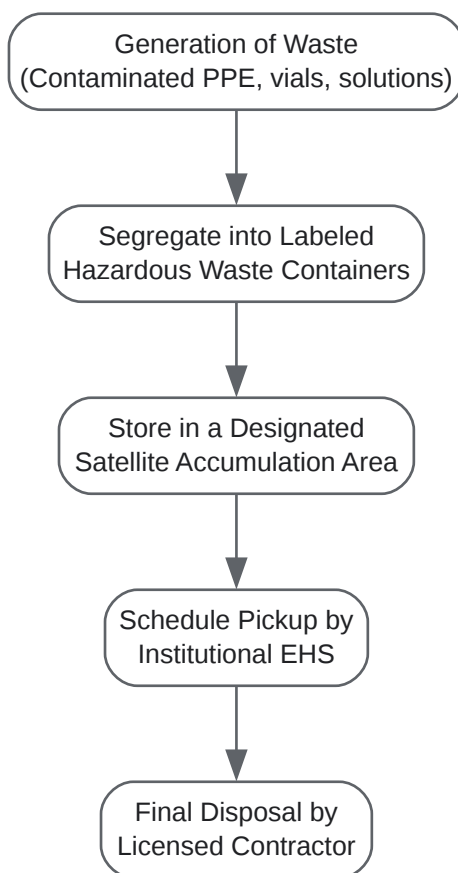 Generation of Waste
(Contaminated PPE, vials, solutions)
Segregate into Labeled
Hazardous Waste Containers
Store in a Designated
Satellite Accumulation Area
Schedule Pickup by
Institutional EHS
Final Disposal by
Licensed Contractor